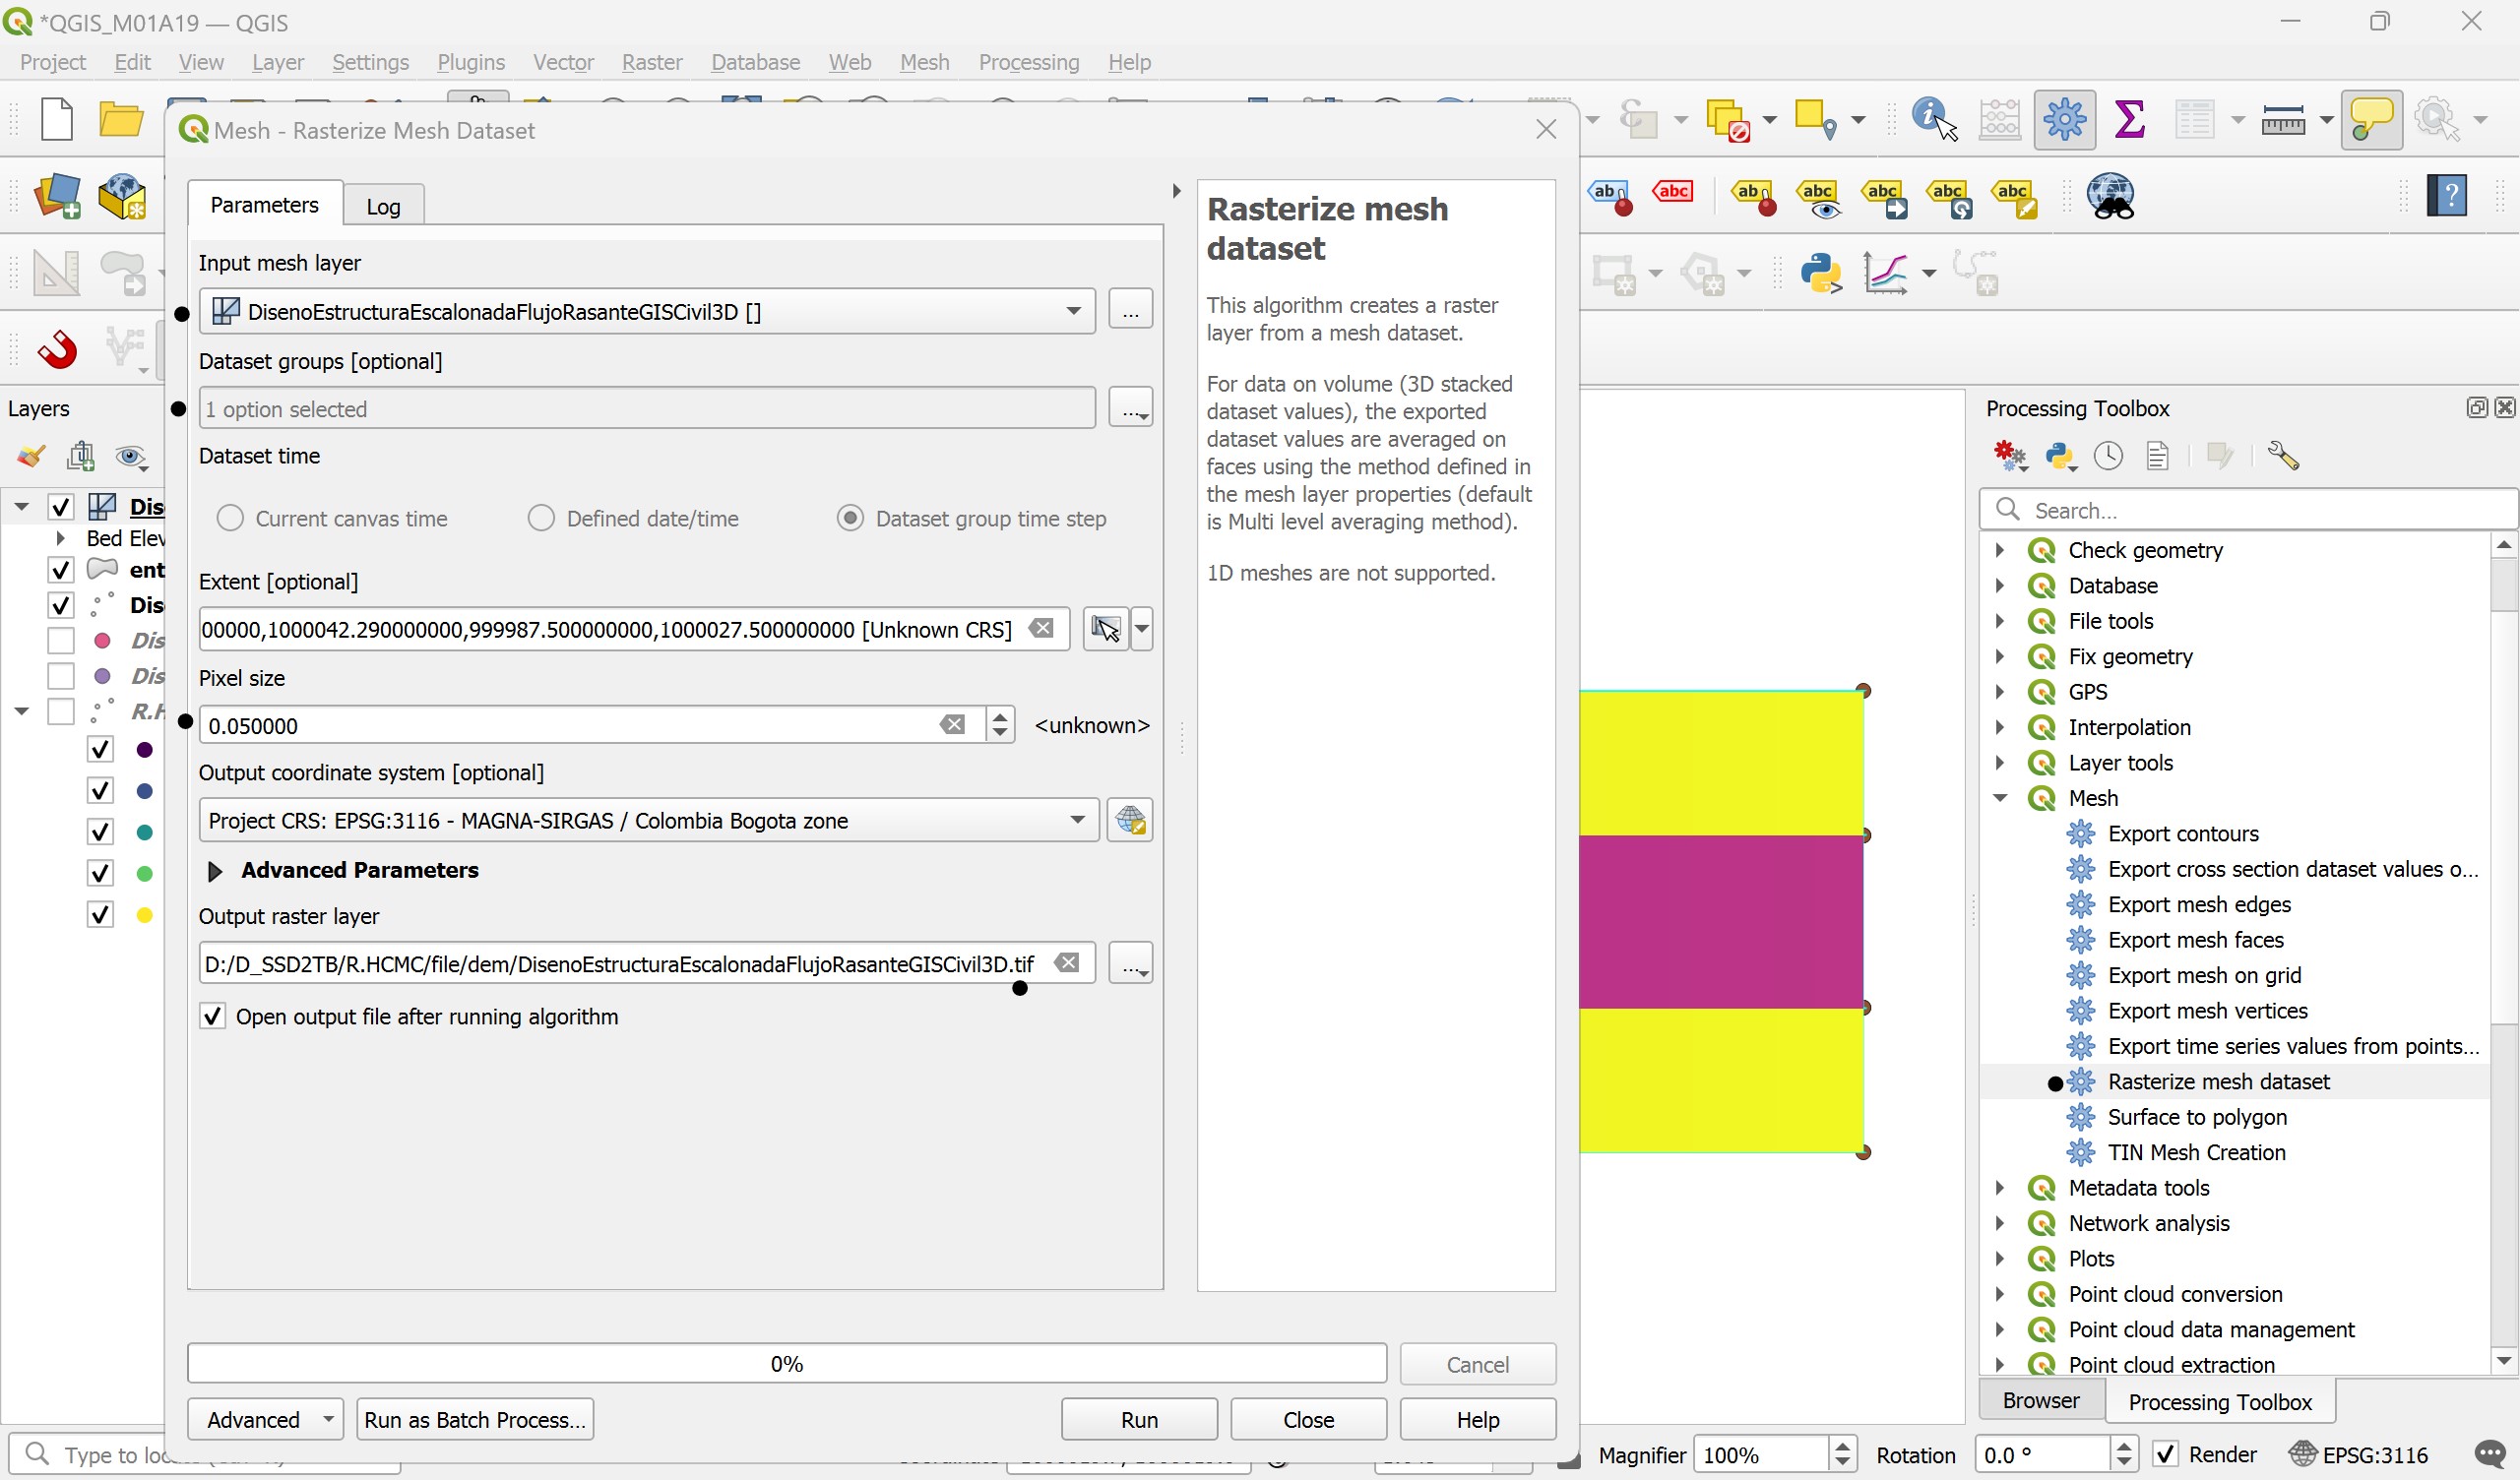 *QGIS_M01A19 — QGIS
Project Edit View Layer Settings Plugins Vector Raster Database Web Mesh Processing Help
Mesh - Rasterize Mesh Dataset
Parameters
Log
Input mesh layer
DisenoEstructuraEscalonadaFlujoRasanteGISCivil3D []
...
Dataset groups [optional]
1 option selected
...
Dataset time
Current canvas time
Defined date/time
Dataset group time step
Extent [optional]
00000,1000042.290000000,999987.500000000,1000027.500000000 [Unknown CRS]
Pixel size
0.050000
<unknown>
Output coordinate system [optional]
Project CRS: EPSG:3116 - MAGNA-SIRGAS / Colombia Bogota zone
Advanced Parameters
Output raster layer
D:/D_SSD2TB/R.HCMC/file/dem/DisenoEstructuraEscalonadaFlujoRasanteGISCivil3D.tif
...
Open output file after running algorithm
Rasterize mesh
dataset
This algorithm creates a raster
layer from a mesh dataset.
For data on volume (3D stacked
dataset values), the exported
dataset values are averaged on
faces using the method defined in
the mesh layer properties (default
is Multi level averaging method).
1D meshes are not supported.
0%
Cancel
Advanced
Run as Batch Process...
Run
Close
Help
ab abc ab abc abc abc abc
Layers
Dis
Bed Elev
ent
Dis
Dis
Dis
R.H
Processing Toolbox
Search...
Check geometry
Database
File tools
Fix geometry
GPS
Interpolation
Layer tools
Mesh
Export contours
Export cross section dataset values o...
Export mesh edges
Export mesh faces
Export mesh on grid
Export mesh vertices
Export time series values from points...
Rasterize mesh dataset
Surface to polygon
TIN Mesh Creation
Metadata tools
Network analysis
Plots
Point cloud conversion
Point cloud data management
Point cloud extraction
Browser
Processing Toolbox
Type to loc
Magnifier 100% Rotation 0.0 ° Render EPSG:3116